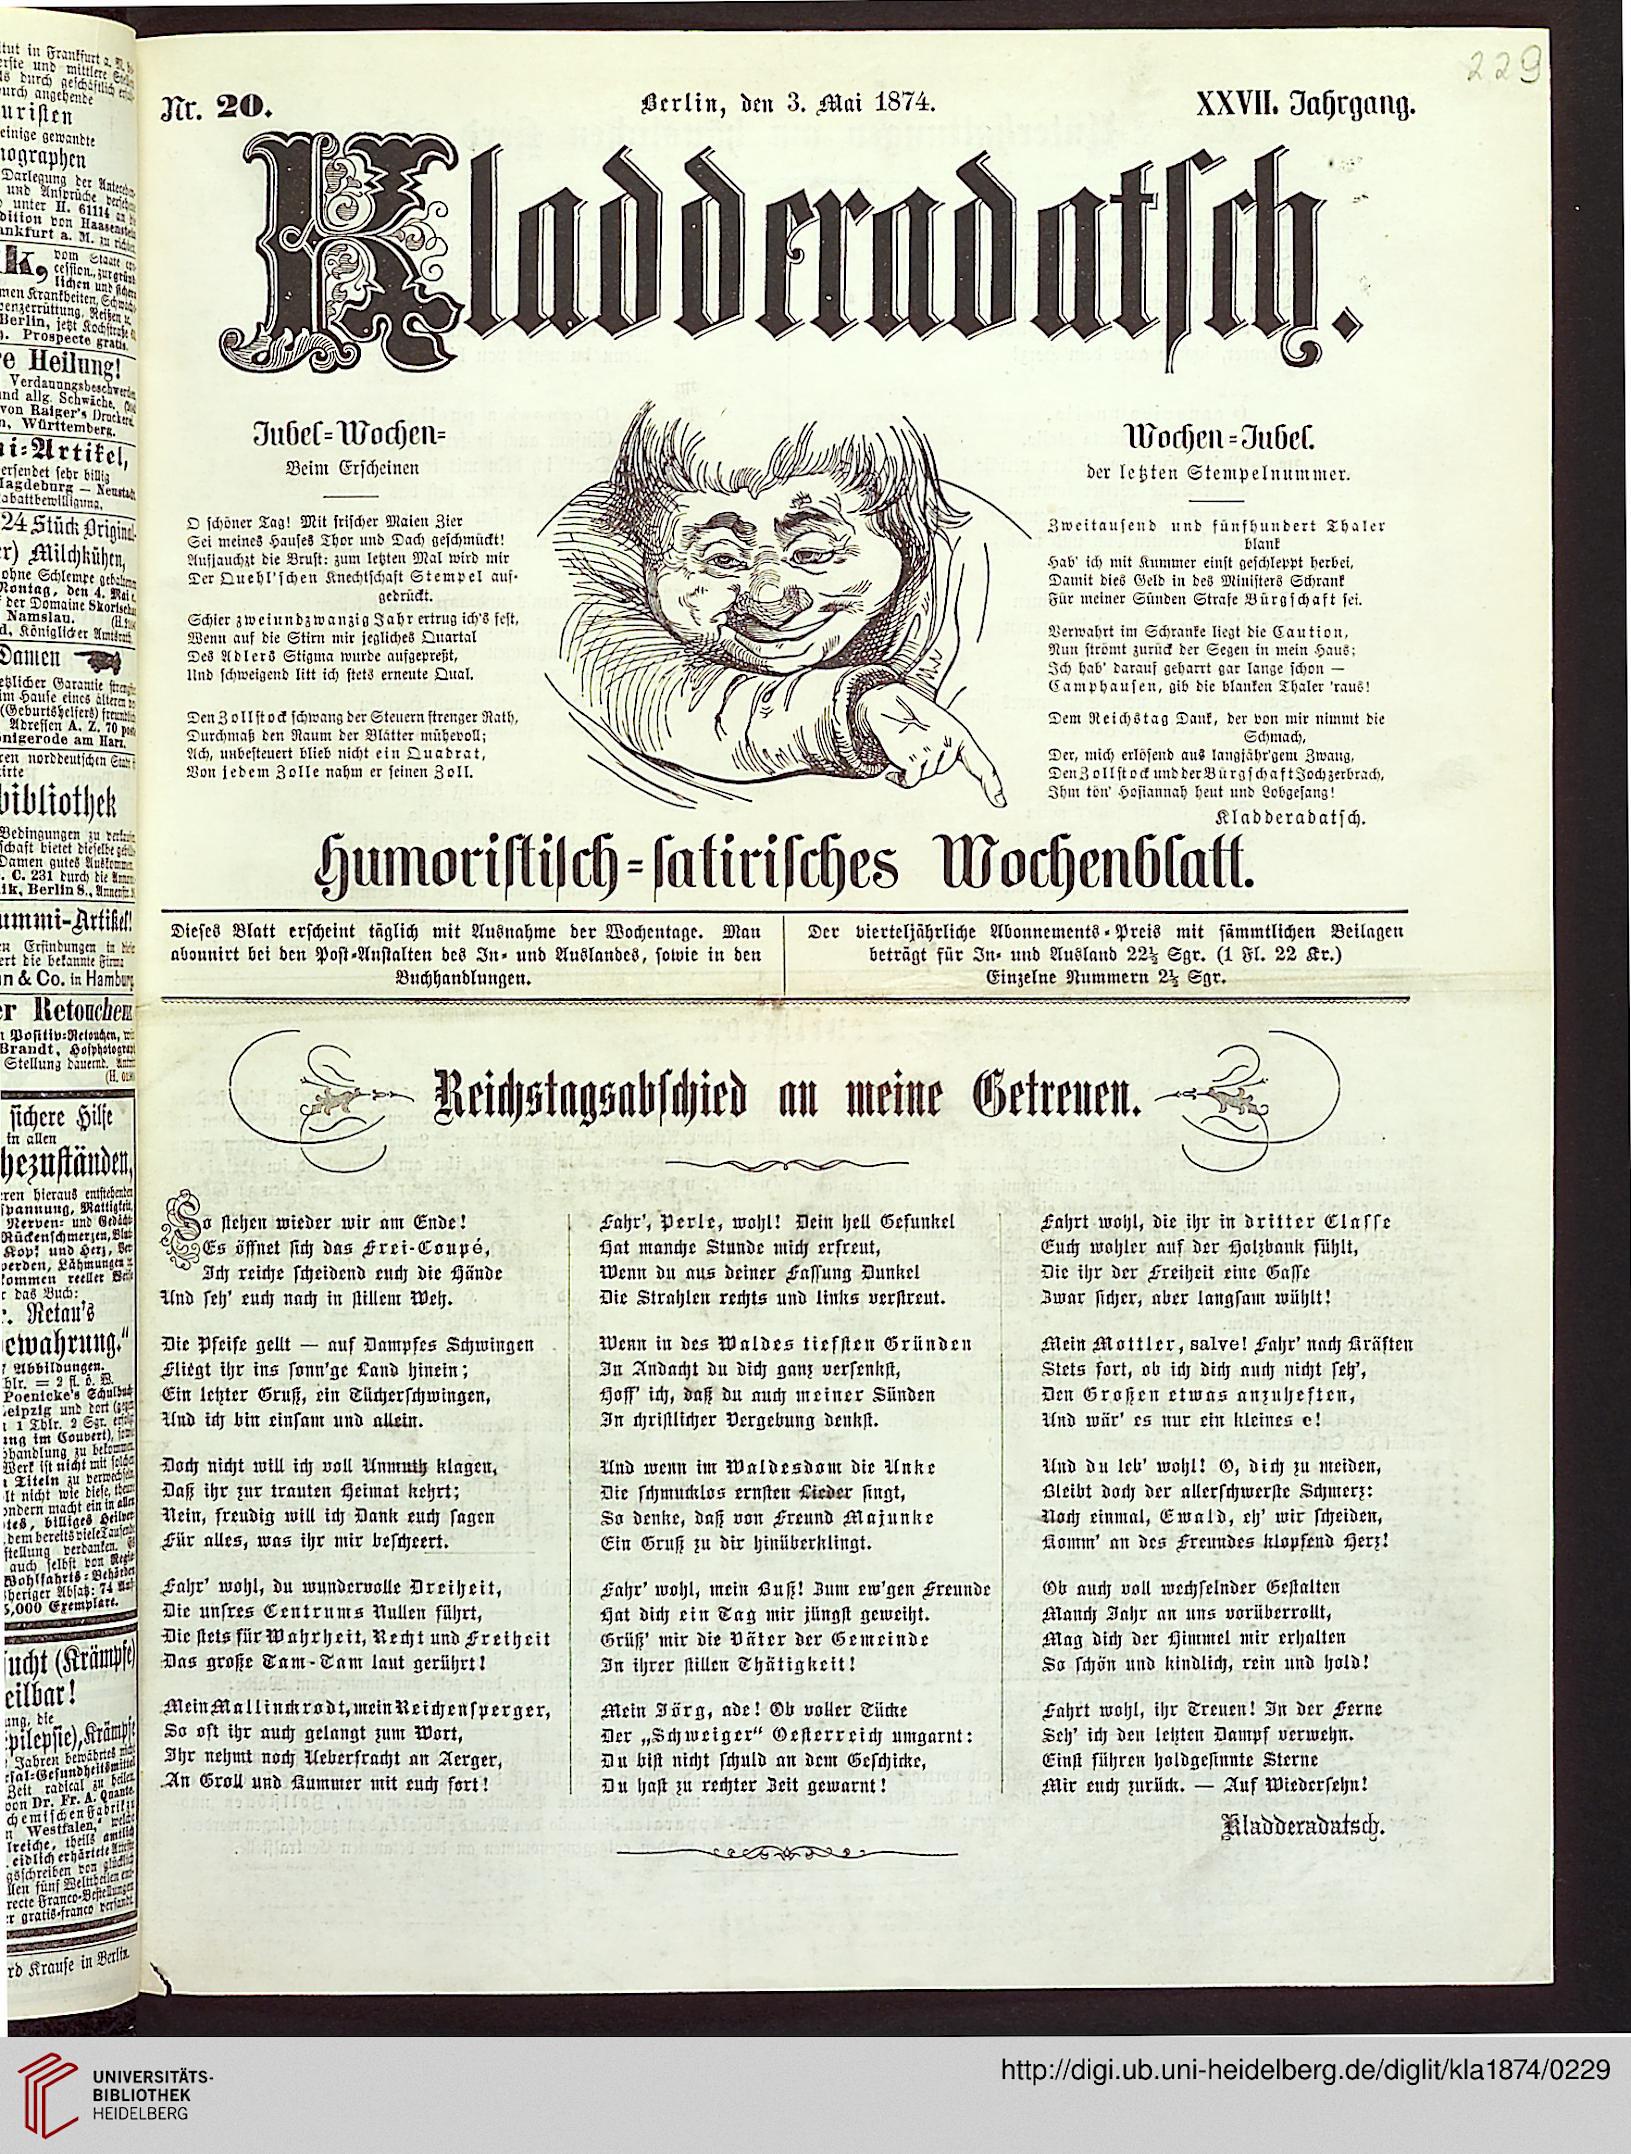 229
Nr. 20.
Berlin, den 3. Mai 1874.
XXVII. Jahrgang.
Kladderadatsch.
Jubel=Wochen=
Beim Erscheinen
O schöner Tag! Mit frischer Maien Zier
Sei meines Hauses Thor und Dach geschmückt!
Aufjauchzt die Brust: zum letzten Mal wird mir
Der Quehl'schen Knechtschaft Stempel auf-
gedrückt.
Schier zweiundzwanzig Jahr ertrug ich's fest,
Wenn auf die Stirn mir jegliches Quartal
Des Adlers Stigma wurde aufgepreßt,
Und schweigend litt ich stets erneute Qual.
Den Zollstock schwang der Steuern strenger Rath,
Durchmaß den Raum der Blätter mühevoll;
Ach, unbesteuert blieb nicht ein Quadrat,
Von jedem Zolle nahm er seinen Zoll.
Wochen=Jubel.
der letzten Stempelnummer.
Zweitausend und fünfhundert Thaler
blank
Hab' ich mit Kummer einst geschleppt herbei,
Damit dies Geld in des Ministers Schrank
Für meiner Sünden Strafe Bürgschaft sei.
Verwahrt im Schranke liegt die Caution,
Nun strömt zurück der Segen in mein Haus;
Ich hab' darauf geharrt gar lange schon —
Camphausen, gib die blanken Thaler 'raus!
Dem Reichstag Dank, der von mir nimmt die
Schmach,
Der, mich erlösend aus langjähr'gem Zwang,
Den Zollstock und der Bürgschaft Joch zerbrach,
Ihm tön' Hosiannah heut und Lobgesang!
Kladderadatsch.
Humoristisch=satirisches Wochenblatt.
Dieses Blatt erscheint täglich mit Ausnahme der Wochentage. Man
abonnirt bei den Post-Anstalten des In- und Auslandes, sowie in den
Buchhandlungen.
Der vierteljährliche Abonnements-Preis mit sämmtlichen Beilagen
beträgt für In- und Ausland 22½ Sgr. (1 Fl. 22 Kr.)
Einzelne Nummern 2½ Sgr.
Reichstagsabschied an meine Getreuen.
So stehen wieder wir am Ende!
Es öffnet sich das Frei-Coupé,
Ich reiche scheidend euch die Hände
Und seh' euch nach in stillem Weh.
Die Pfeife gellt — auf Dampfes Schwingen
Fliegt ihr ins sonn'ge Land hinein;
Ein letzter Gruß, ein Tücherschwingen,
Und ich bin einsam und allein.
Doch nicht will ich voll Unmuth klagen,
Daß ihr zur trauten Heimat kehrt;
Nein, freudig will ich Dank euch sagen
Für alles, was ihr mir beschert.
Fahr' wohl, du wundervolle Dreiheit,
Die unsres Centrums Nullen führt,
Die stets für Wahrheit, Recht und Freiheit
Das große Tam-Tam laut gerührt!
Mein Mallinckrodt, mein Reichensperger,
So oft ihr auch gelangt zum Wort,
Ihr nehmt noch Ueberfracht an Aerger,
An Groll und Kummer mit euch fort!
Fahr', Perle, wohl! Dein hell Gefunkel
Hat manche Stunde mich erfreut,
Wenn du aus deiner Fassung Dunkel
Die Strahlen rechts und links verstreut.
Wenn in des Waldes tiefsten Gründen
In Andacht du dich ganz versenkst,
Hoff' ich, daß du auch meiner Sünden
In christlicher Vergebung denkst.
Und wenn im Waldesdom die Unke
Die schmucklos ernsten Lieder singt,
So denke, daß von Freund Majunke
Ein Gruß zu dir hinüberklingt.
Fahr' wohl, mein Buß! Zum ew'gen Freunde
Hat dich ein Tag mir jüngst geweiht.
Grüß' mir die Väter der Gemeinde
In ihrer stillen Thätigkeit!
Mein Jörg, ade! Ob voller Tücke
Der „Schweiger“ Oesterreich umgarnt:
Du bist nicht schuld an dem Geschicke,
Du hast zu rechter Zeit gewarnt!
Fahrt wohl, die ihr in dritter Classe
Euch wohler auf der Holzbank fühlt,
Die ihr der Freiheit eine Gasse
Zwar sicher, aber langsam wühlt!
Mein Mottler, salve! Fahr' nach Kräften
Stets fort, ob ich dich auch nicht seh',
Den Großen etwas anzuheften,
Und wär' es nur ein kleines e!
Und du leb' wohl! O, dich zu meiden,
Bleibt doch der allerschwerste Schmerz:
Noch einmal, Ewald, eh' wir scheiden,
Komm' an des Freundes klopfend Herz!
Ob auch voll wechselnder Gestalten
Manch Jahr an uns vorüberrollt,
Mag dich der Himmel mir erhalten
So schön und kindlich, rein und hold!
Fahrt wohl, ihr Treuen! In der Ferne
Seh' ich den letzten Dampf verwehn.
Einst führen holdgesinnte Sterne
Mir euch zurück. — Auf Wiedersehn!
Kladderadatsch.
UNIVERSITÄTS-
BIBLIOTHEK
HEIDELBERG
http://digi.ub.uni-heidelberg.de/diglit/kla1874/0229